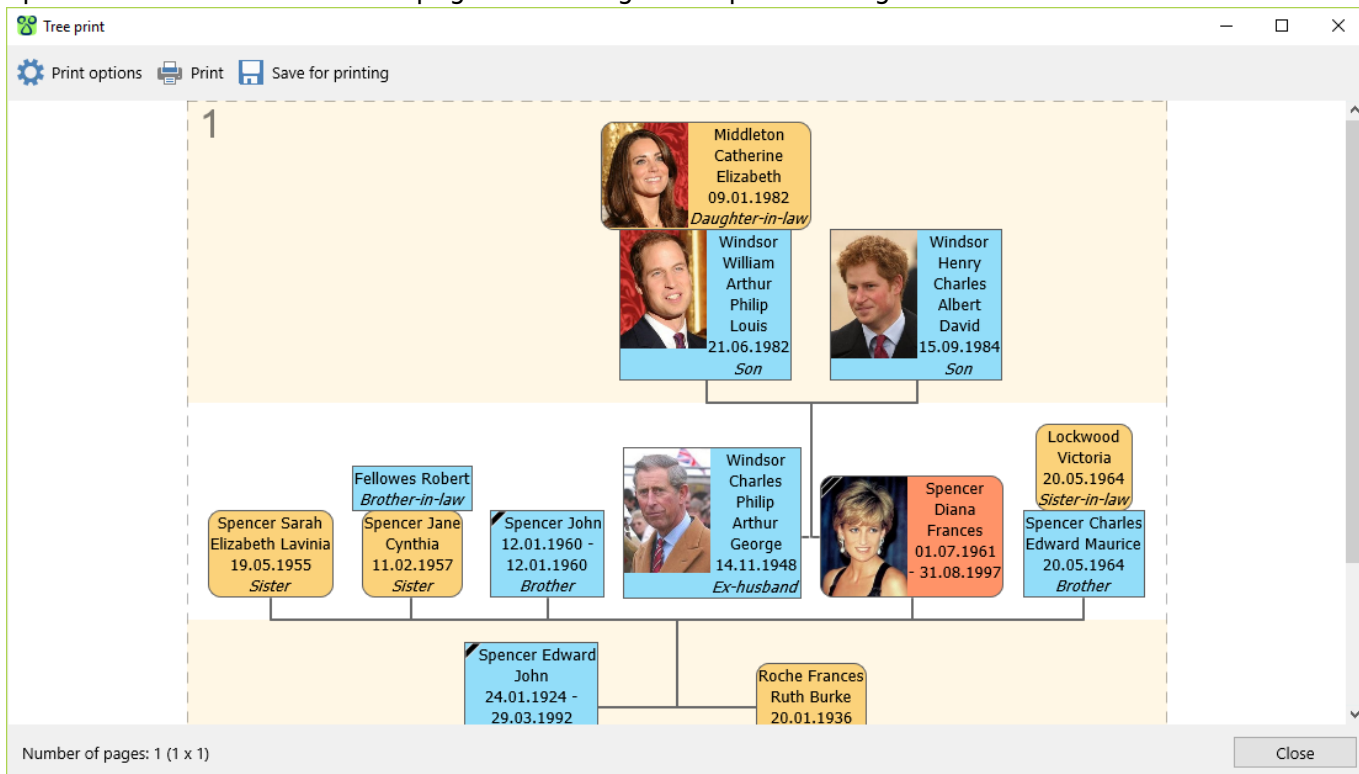 Tree print
Print options
Print
Save for printing
1
Middleton
Catherine
Elizabeth
09.01.1982
Daughter-in-law
Windsor
William
Arthur
Philip
Louis
21.06.1982
Son
Windsor
Henry
Charles
Albert
David
15.09.1984
Son
Spencer Sarah
Elizabeth Lavinia
19.05.1955
Sister
Fellowes Robert
Brother-in-law
Spencer Jane
Cynthia
11.02.1957
Sister
Spencer John
12.01.1960 -
12.01.1960
Brother
Windsor
Charles
Philip
Arthur
George
14.11.1948
Ex-husband
Spencer
Diana
Frances
01.07.1961
- 31.08.1997
Lockwood
Victoria
20.05.1964
Sister-in-law
Spencer Charles
Edward Maurice
20.05.1964
Brother
Spencer Edward
John
24.01.1924 -
29.03.1992
Roche Frances
Ruth Burke
20.01.1936
Number of pages: 1 (1 x 1)
Close